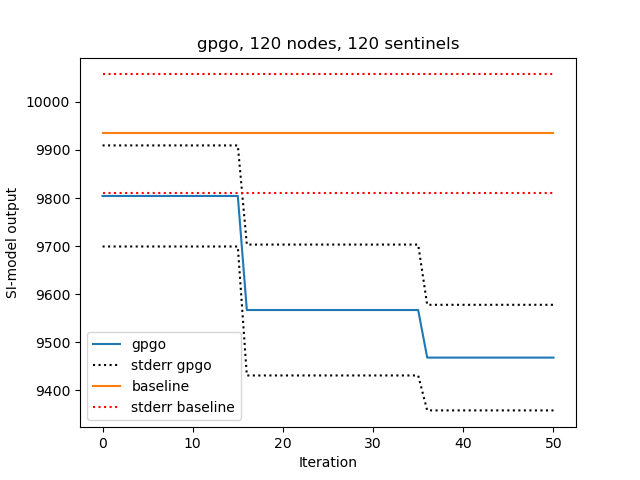 gpgo, 120 nodes, 120 sentinels
SI-model output
10000
9900
9800
9700
9600
9500
9400
gpgo
stderr gpgo
baseline
stderr baseline
0 10 20 30 40 50
Iteration